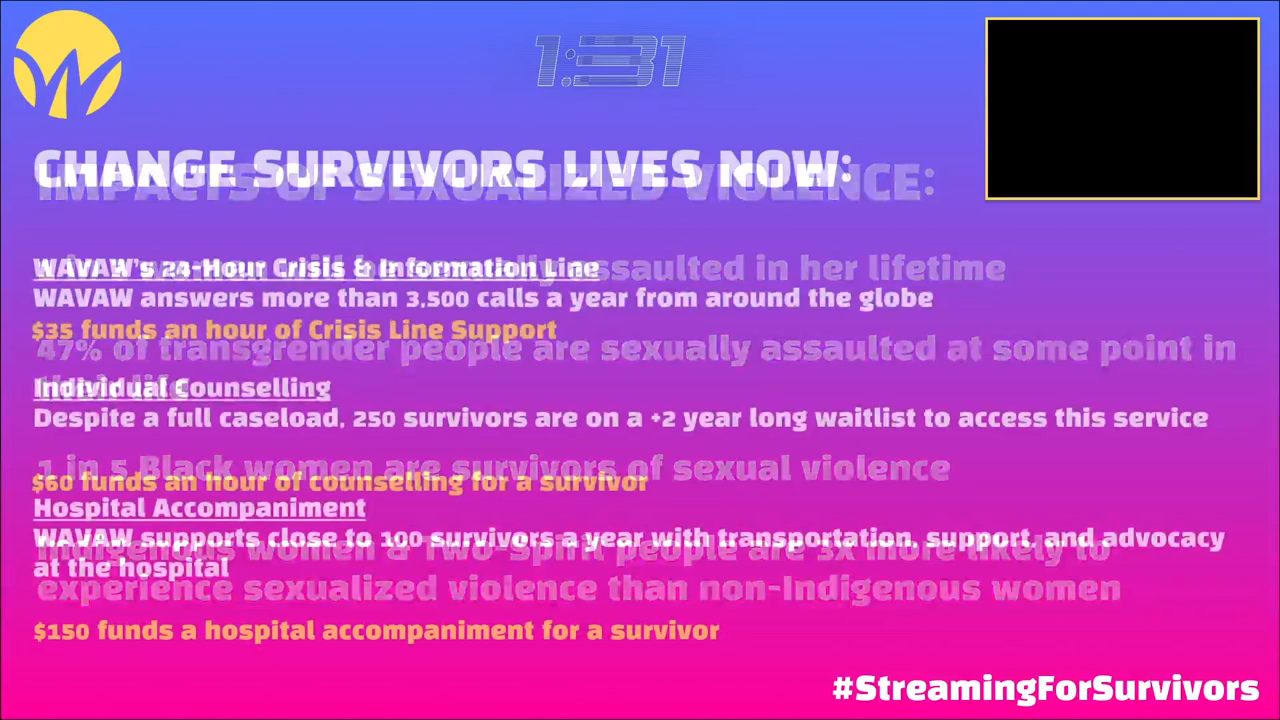 1:31
CHANGE SURVIVORS LIVES NOW:
IMPACTS OF SEXUALIZED VIOLENCE:
WAVAW's 24-Hour Crisis & Information Line
assaulted in her lifetime
WAVAW answers more than 3,500 calls a year from around the globe
$35 funds an hour of Crisis Line Support
47% of transgrender people are sexually assaulted at some point in
Individual Counselling
Despite a full caseload, 250 survivors are on a +2 year long waitlist to access this service
1 in 5 Black women are survivors of sexual violence
$60 funds an hour of counselling for a survivor
Hospital Accompaniment
WAVAW supports close to 100 survivors a year with transportation, support, and advocacy
Indigenous women & Two-Spirit people are 3x more likely to
at the hospital
experience sexualized violence than non-Indigenous women
$150 funds a hospital accompaniment for a survivor
#StreamingForSurvivors